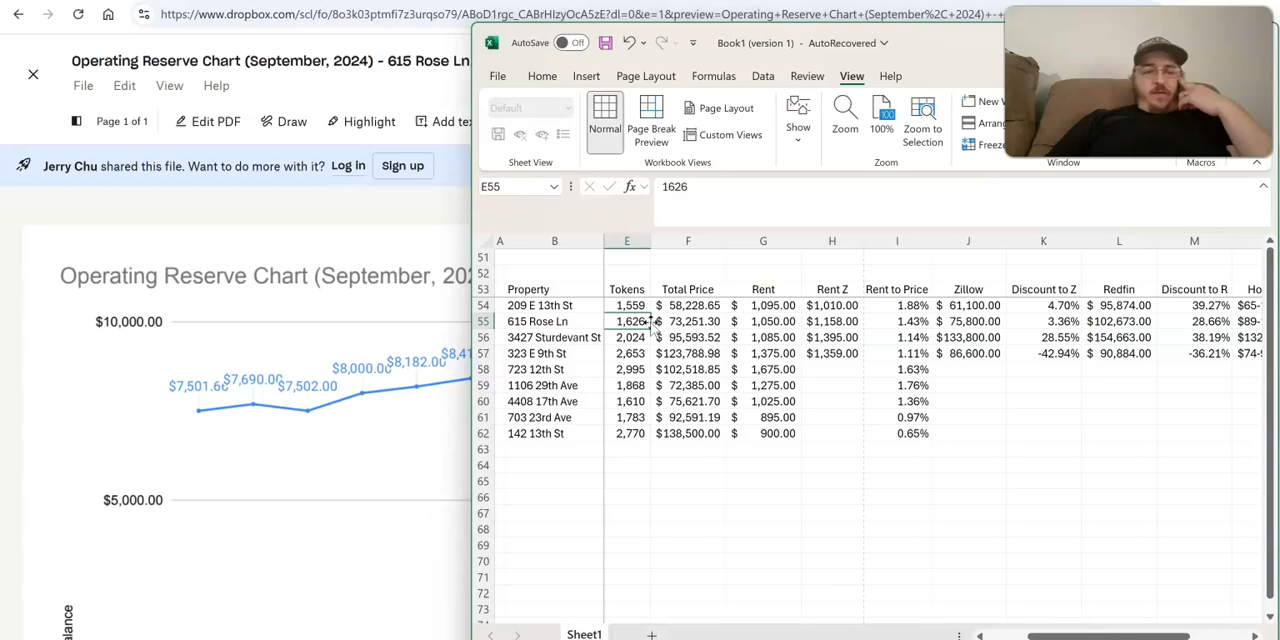 https://www.dropbox.com/scl/fo/8o3k03ptmfi7z3urqso79/ABoD1rgc_CABrHIzyOcA5zE?dl=0&e=1&preview=Operating+Reserve+Chart+(September%2C+2024)+-+
Operating Reserve Chart (September, 2024) - 615 Rose Ln
File Edit View Help
Page 1 of 1 Edit PDF Draw Highlight Add te
Jerry Chu shared this file. Want to do more with it? Log in Sign up
Operating Reserve Chart (September, 202
$10,000.00
$7,501.66 $7,690.00 $7,502.00 $8,000.00 $8,182.00 $8,41
$5,000.00
alance
AutoSave Off Book1 (version 1) - AutoRecovered
File Home Insert Page Layout Formulas Data Review View Help
Default
Normal Page Break Preview Page Layout Custom Views Show Zoom 100% Zoom to Selection New W Arrang Freeze
Sheet View Workbook Views Zoom Window Macros
E55 fx 1626
A B E F G H I J K L M
51
52
53 Property Tokens Total Price Rent Rent Z Rent to Price Zillow Discount to Z Redfin Discount to R Ho
54 209 E 13th St 1,559 $ 58,228.65 $ 1,095.00 $1,010.00 1.88% $ 61,100.00 4.70% $ 95,874.00 39.27% $65-
55 615 Rose Ln 1,626 $ 73,251.30 $ 1,050.00 $1,158.00 1.43% $ 75,800.00 3.36% $102,673.00 28.66% $89-
56 3427 Sturdevant St 2,024 $ 95,593.52 $ 1,085.00 $1,395.00 1.14% $133,800.00 28.55% $154,663.00 38.19% $132
57 323 E 9th St 2,653 $123,788.98 $ 1,375.00 $1,359.00 1.11% $ 86,600.00 -42.94% $ 90,884.00 -36.21% $74-
58 723 12th St 2,995 $102,518.85 $ 1,675.00 1.63%
59 1106 29th Ave 1,868 $ 72,385.00 $ 1,275.00 1.76%
60 4408 17th Ave 1,610 $ 75,621.70 $ 1,025.00 1.36%
61 703 23rd Ave 1,783 $ 92,591.19 $ 895.00 0.97%
62 142 13th St 2,770 $138,500.00 $ 900.00 0.65%
63
64
65
66
67
68
69
70
71
72
73
Sheet1